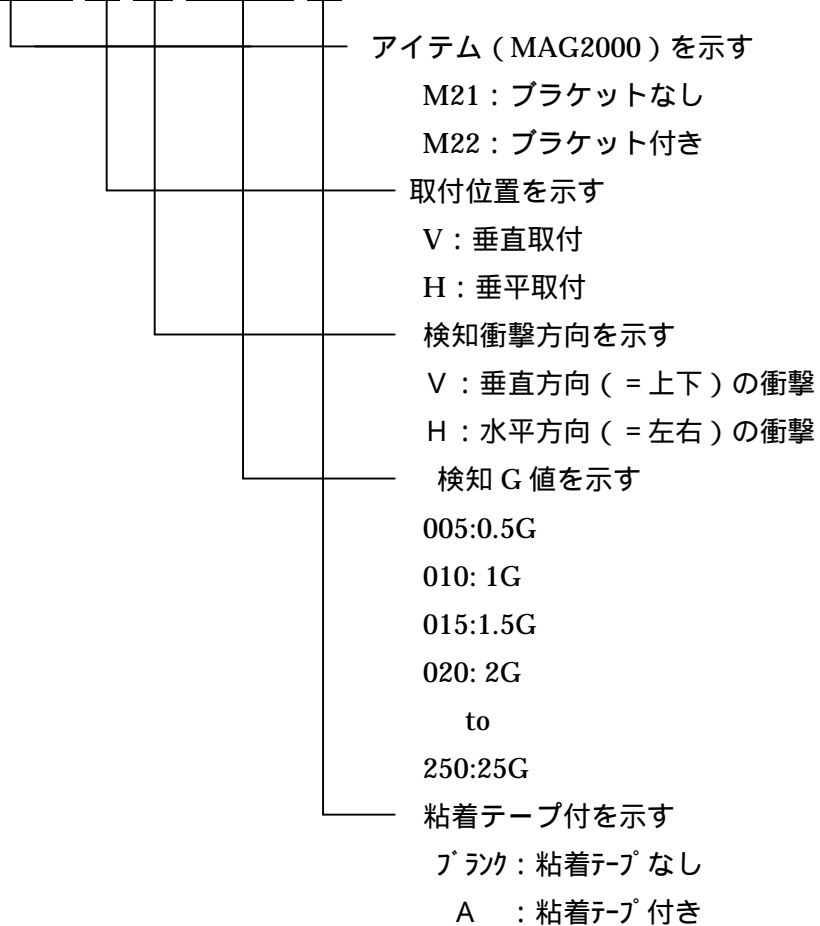 アイテム(MAG2000)を示す
M21:ブラケットなし
M22:ブラケット付き
取付位置を示す
V:垂直取付
H:垂平取付
検知衝撃方向を示す
V:垂直方向(=上下)の衝撃
H:水平方向(=左右)の衝撃
検知 G 値を示す
005:0.5G
010: 1G
015:1.5G
020: 2G
to
250:25G
粘着テープ付を示す
ブランク:粘着テープなし
A :粘着テープ付き